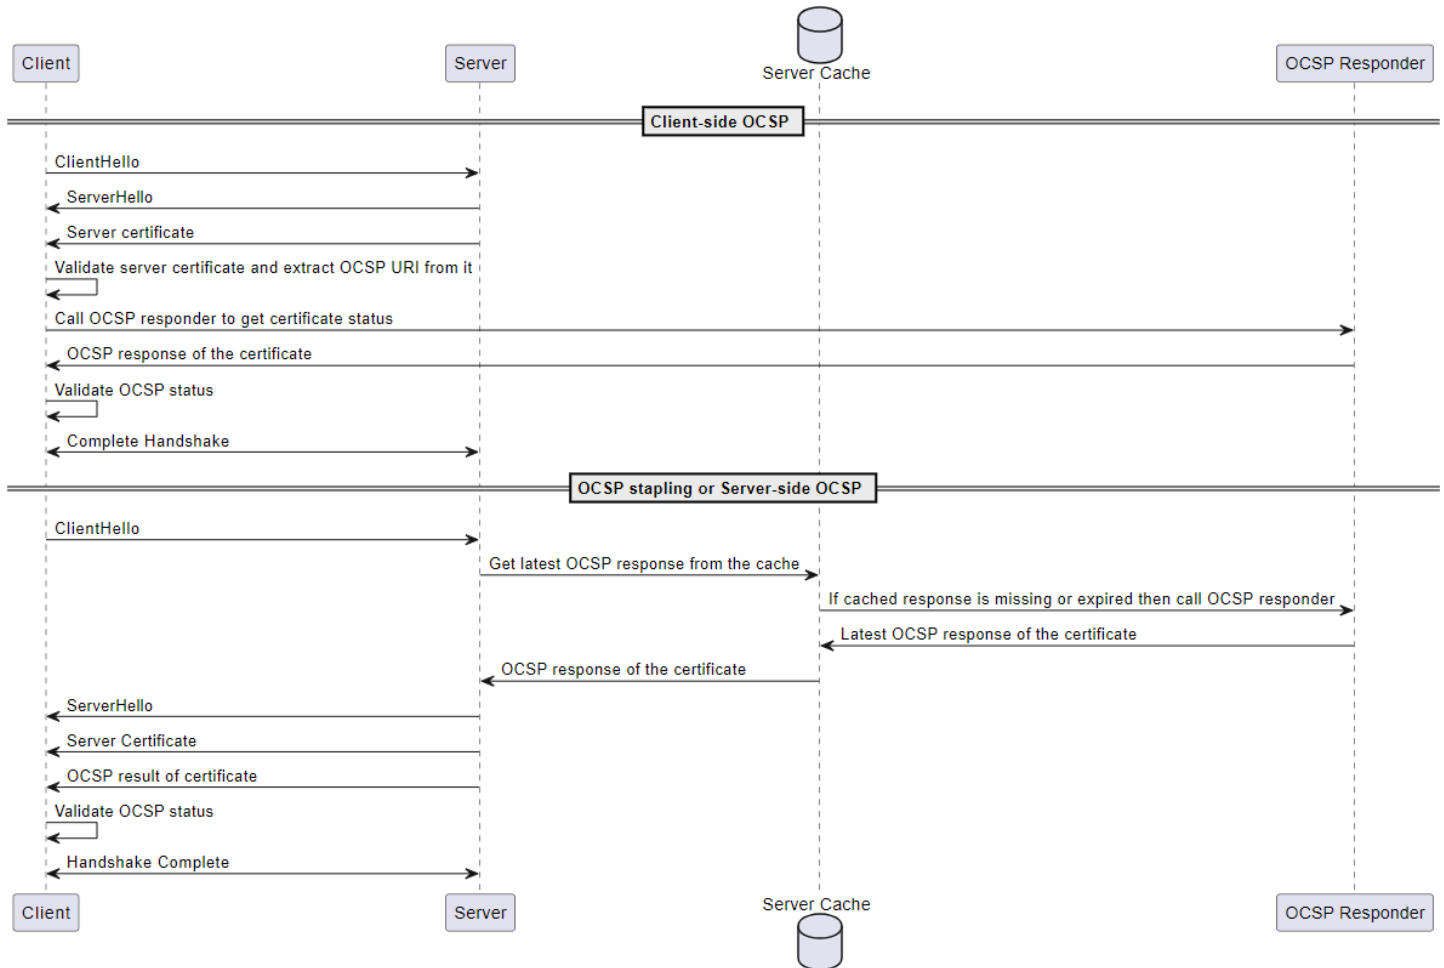 Client
Server
Server Cache
OCSP Responder
Client-side OCSP
ClientHello
ServerHello
Server certificate
Validate server certificate and extract OCSP URI from it
Call OCSP responder to get certificate status
OCSP response of the certificate
Validate OCSP status
Complete Handshake
OCSP stapling or Server-side OCSP
ClientHello
Get latest OCSP response from the cache
If cached response is missing or expired then call OCSP responder
Latest OCSP response of the certificate
OCSP response of the certificate
ServerHello
Server Certificate
OCSP result of certificate
Validate OCSP status
Handshake Complete
Client
Server
Server Cache
OCSP Responder